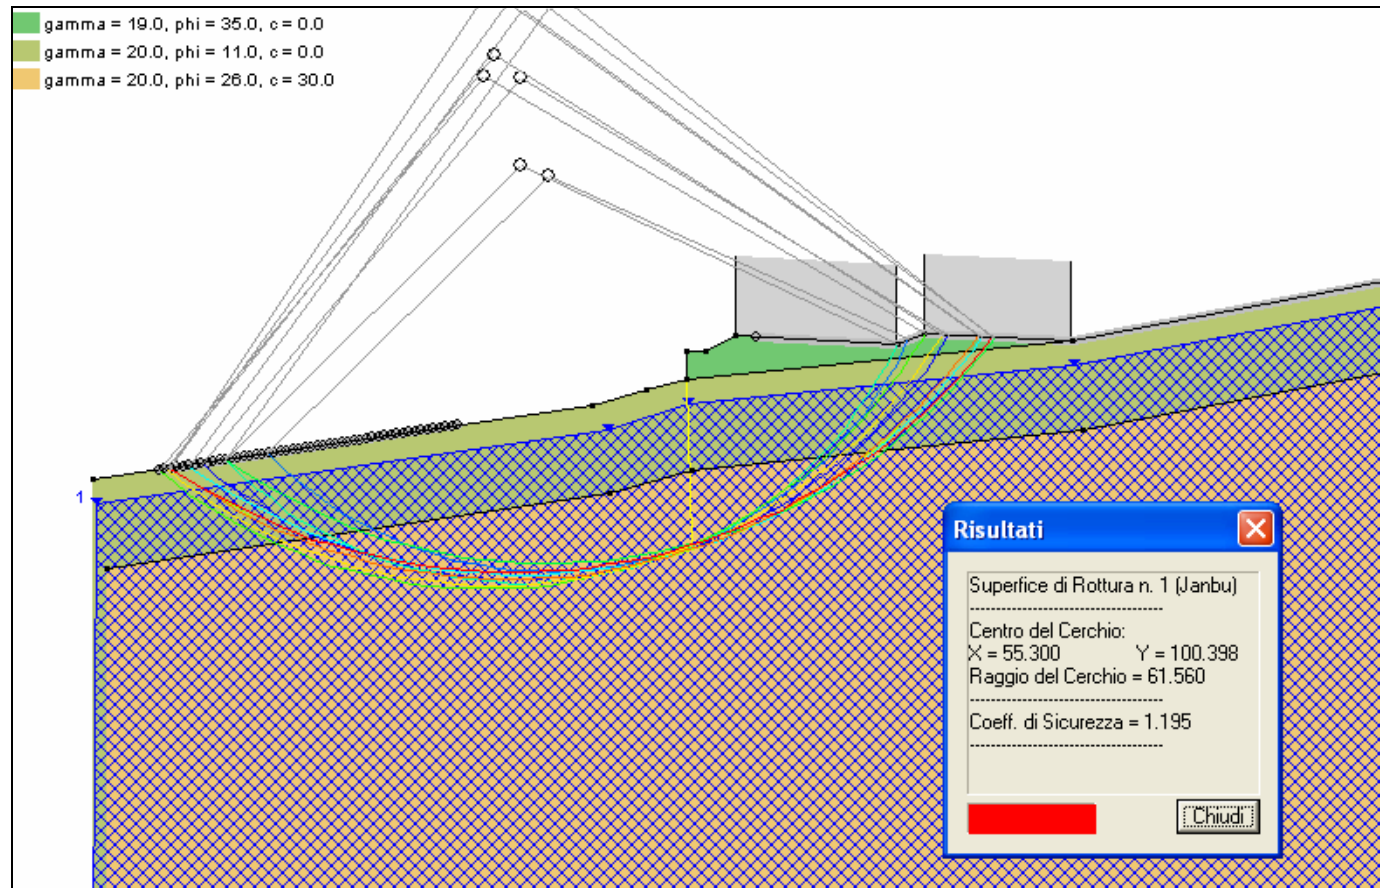 gamma = 19.0, phi = 35.0, c = 0.0
gamma = 20.0, phi = 11.0, c = 0.0
gamma = 20.0, phi = 26.0, c = 30.0
1
Risultati
Superfice di Rottura n. 1 (Janbu)
--------------------------------
Centro del Cerchio:
X = 55.300 Y = 100.398
Raggio del Cerchio = 61.560
--------------------------------
Coeff. di Sicurezza = 1.195
--------------------------------
Chiudi